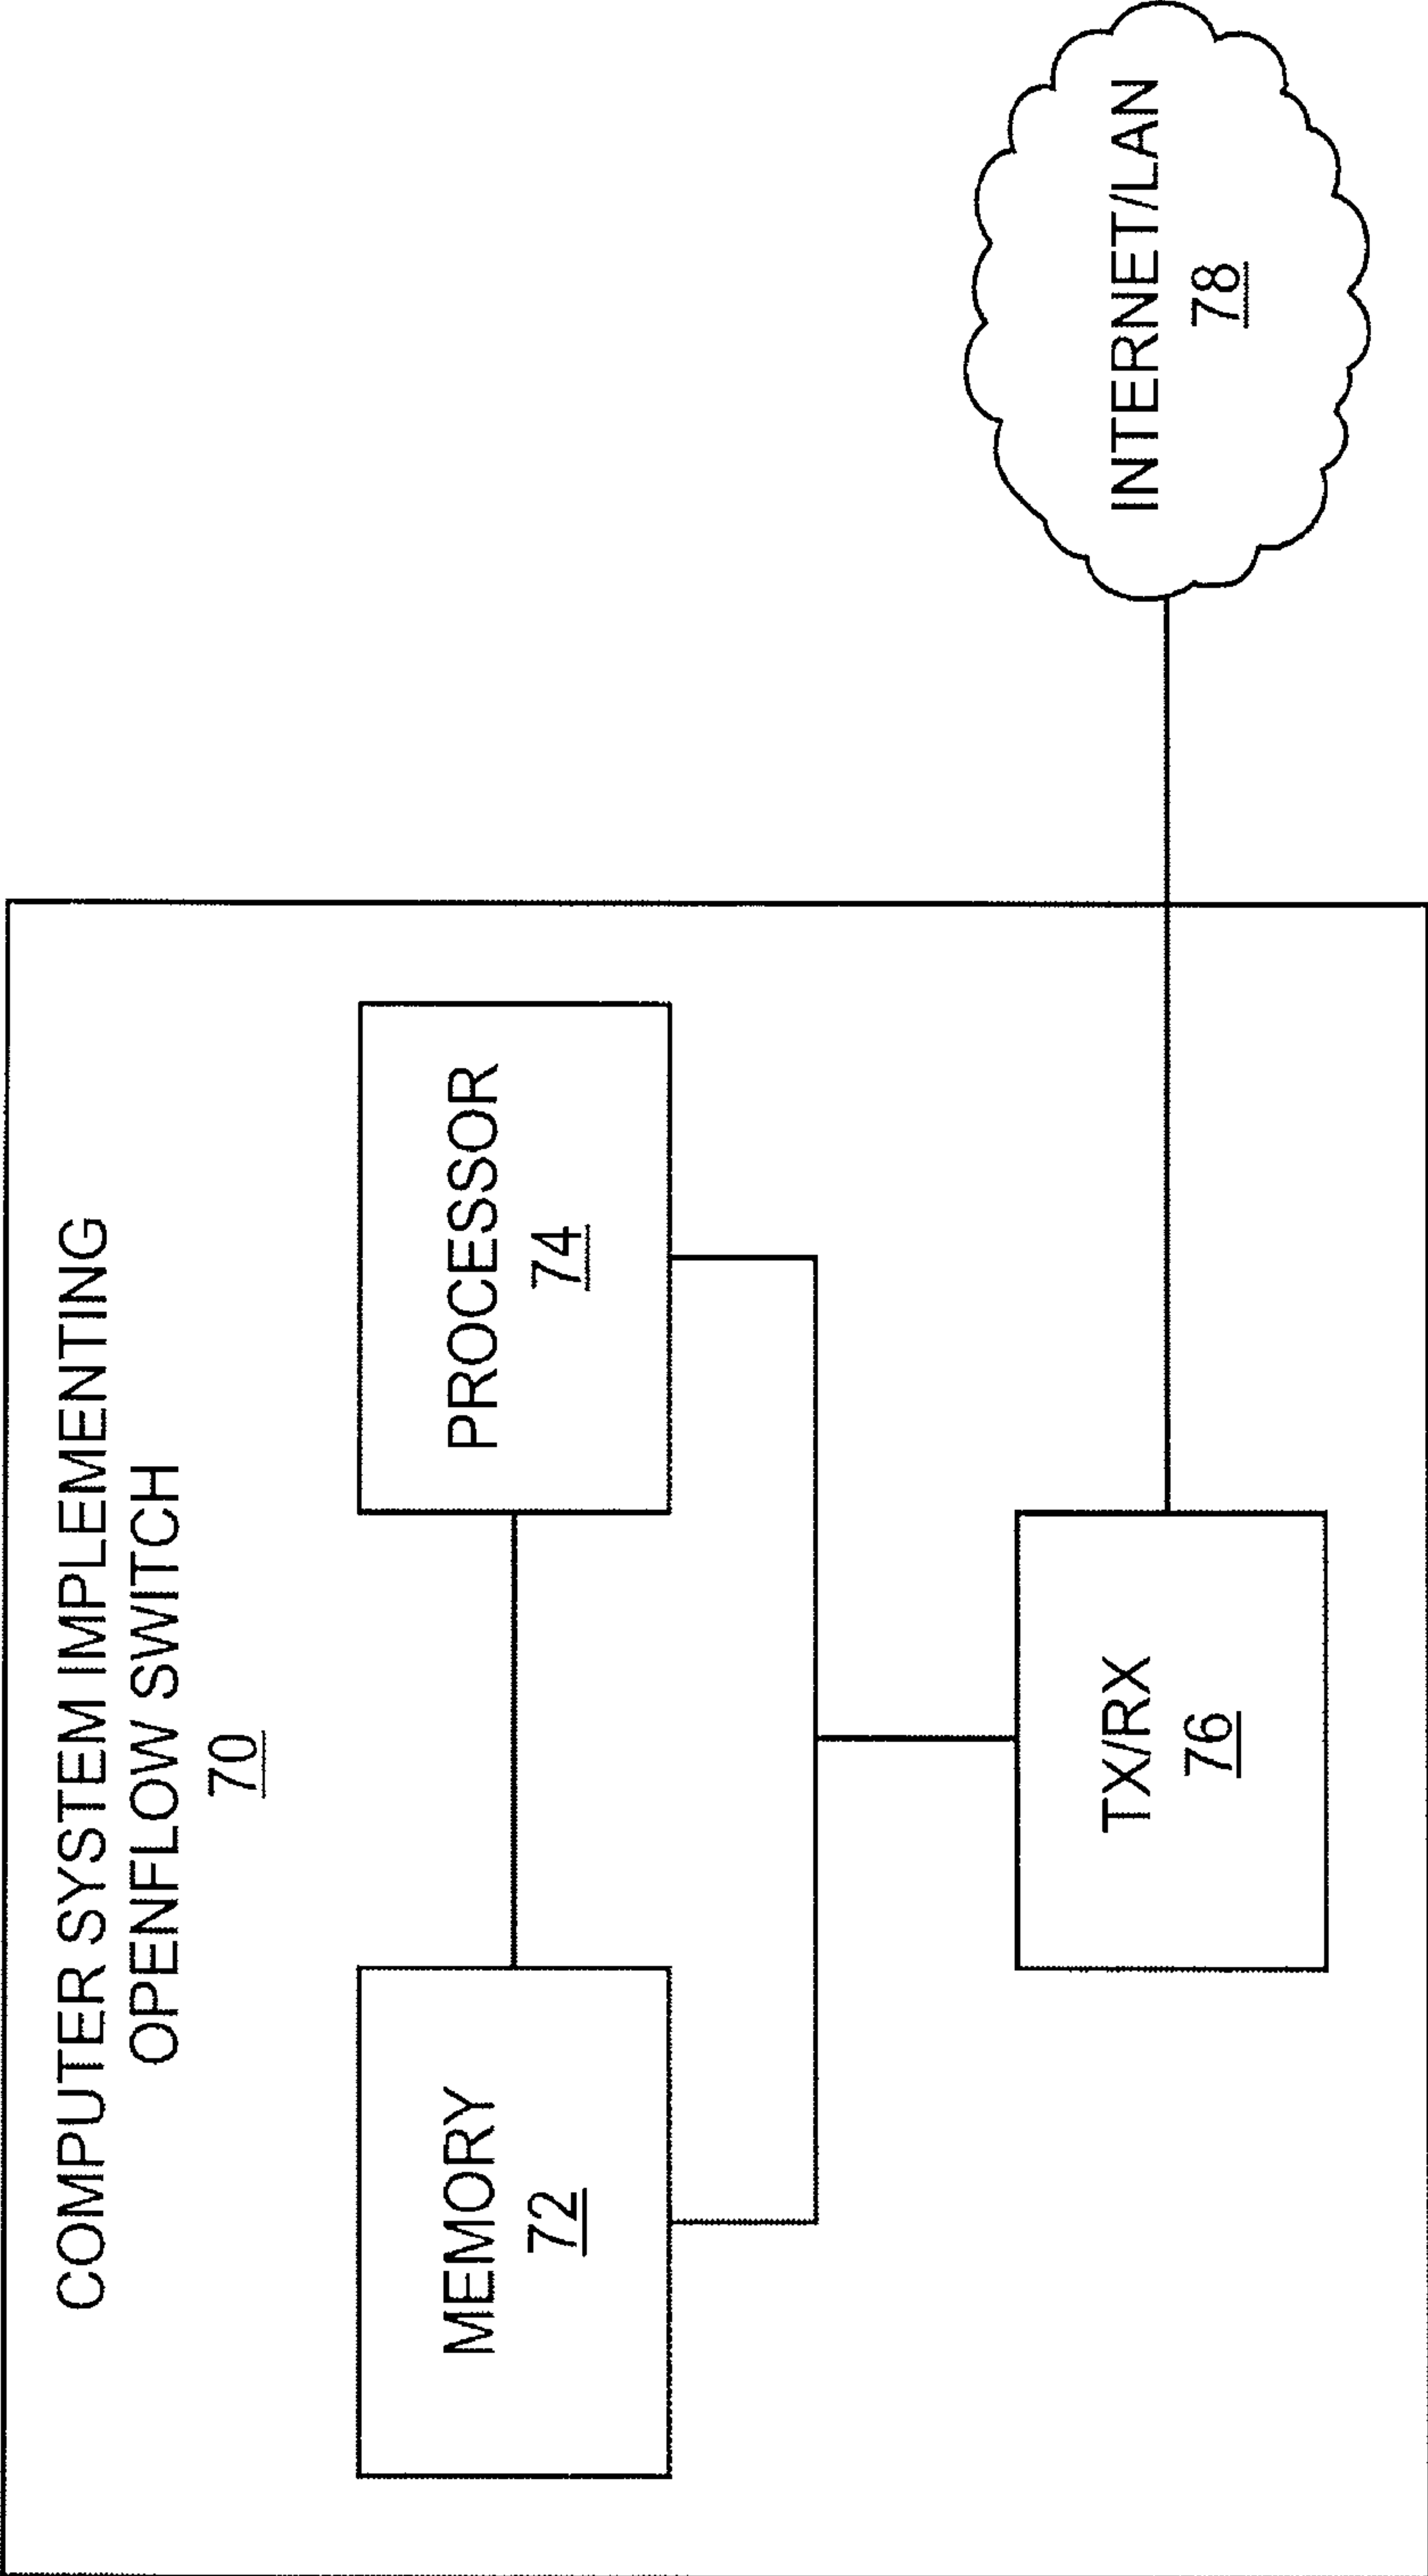 COMPUTER SYSTEM IMPLEMENTING
OPENFLOW SWITCH
70
MEMORY
72
PROCESSOR
74
TX/RX
76
INTERNET/LAN
78